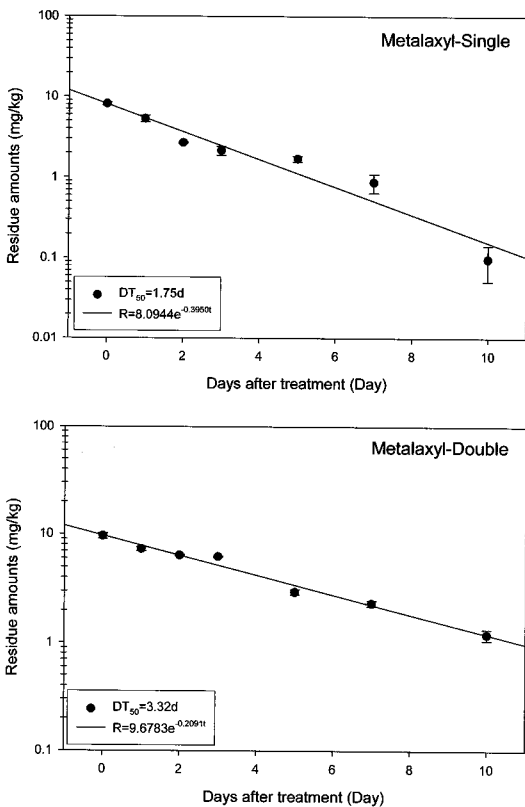 Metalaxyl-Single
100
10
1
0.1
0.01
Residue amounts (mg/kg)
DT50=1.75d
R=8.0944e-0.3950t
0 2 4 6 8 10
Days after treatment (Day)
Metalaxyl-Double
100
10
1
0.1
Residue amounts (mg/kg)
DT50=3.32d
R=9.6783e-0.2091t
0 2 4 6 8 10
Days after treatment (Day)